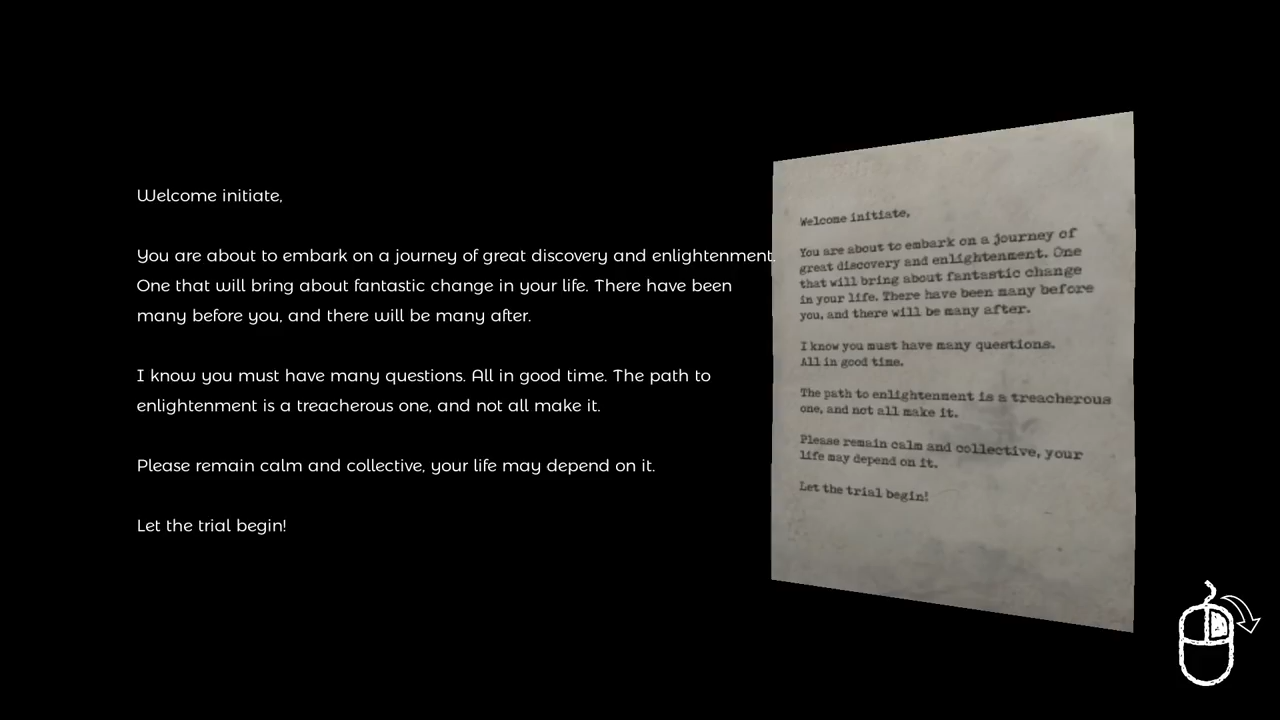 Welcome initiate,
You are about to embark on a journey of great discovery and enlightenment.
One that will bring about fantastic change in your life. There have been
many before you, and there will be many after.
I know you must have many questions. All in good time. The path to
enlightenment is a treacherous one, and not all make it.
Please remain calm and collective, your life may depend on it.
Let the trial begin!
Welcome initiate,
You are about to embark on a journey of
great discovery and enlightenment. One
that will bring about fantastic change
in your life. There have been many before
you, and there will be many after.
I know you must have many questions.
All in good time.
The path to enlightenment is a treacherous
one, and not all make it.
Please remain calm and collective, your
life may depend on it.
Let the trial begin!